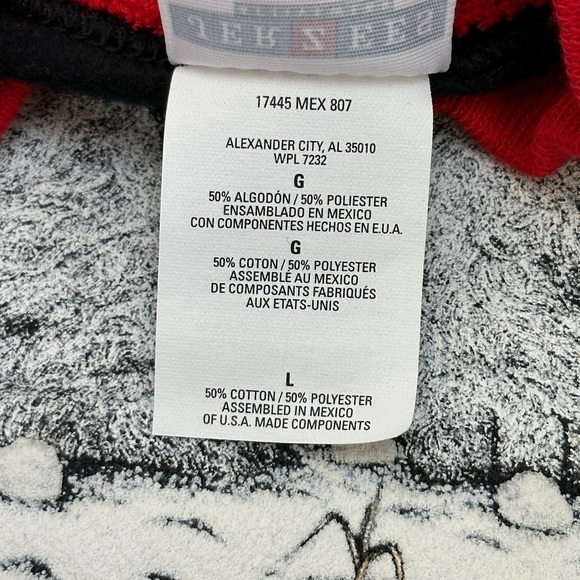 JERZEES
17445 MEX 807
ALEXANDER CITY, AL 35010
WPL 7232
G
50% ALGODÓN / 50% POLIESTER
ENSAMBLADO EN MEXICO
CON COMPONENTES HECHOS EN E.U.A.
G
50% COTON / 50% POLYESTER
ASSEMBLÉ AU MEXICO
DE COMPOSANTS FABRIQUÉS
AUX ETATS-UNIS
L
50% COTTON / 50% POLYESTER
ASSEMBLED IN MEXICO
OF U.S.A. MADE COMPONENTS